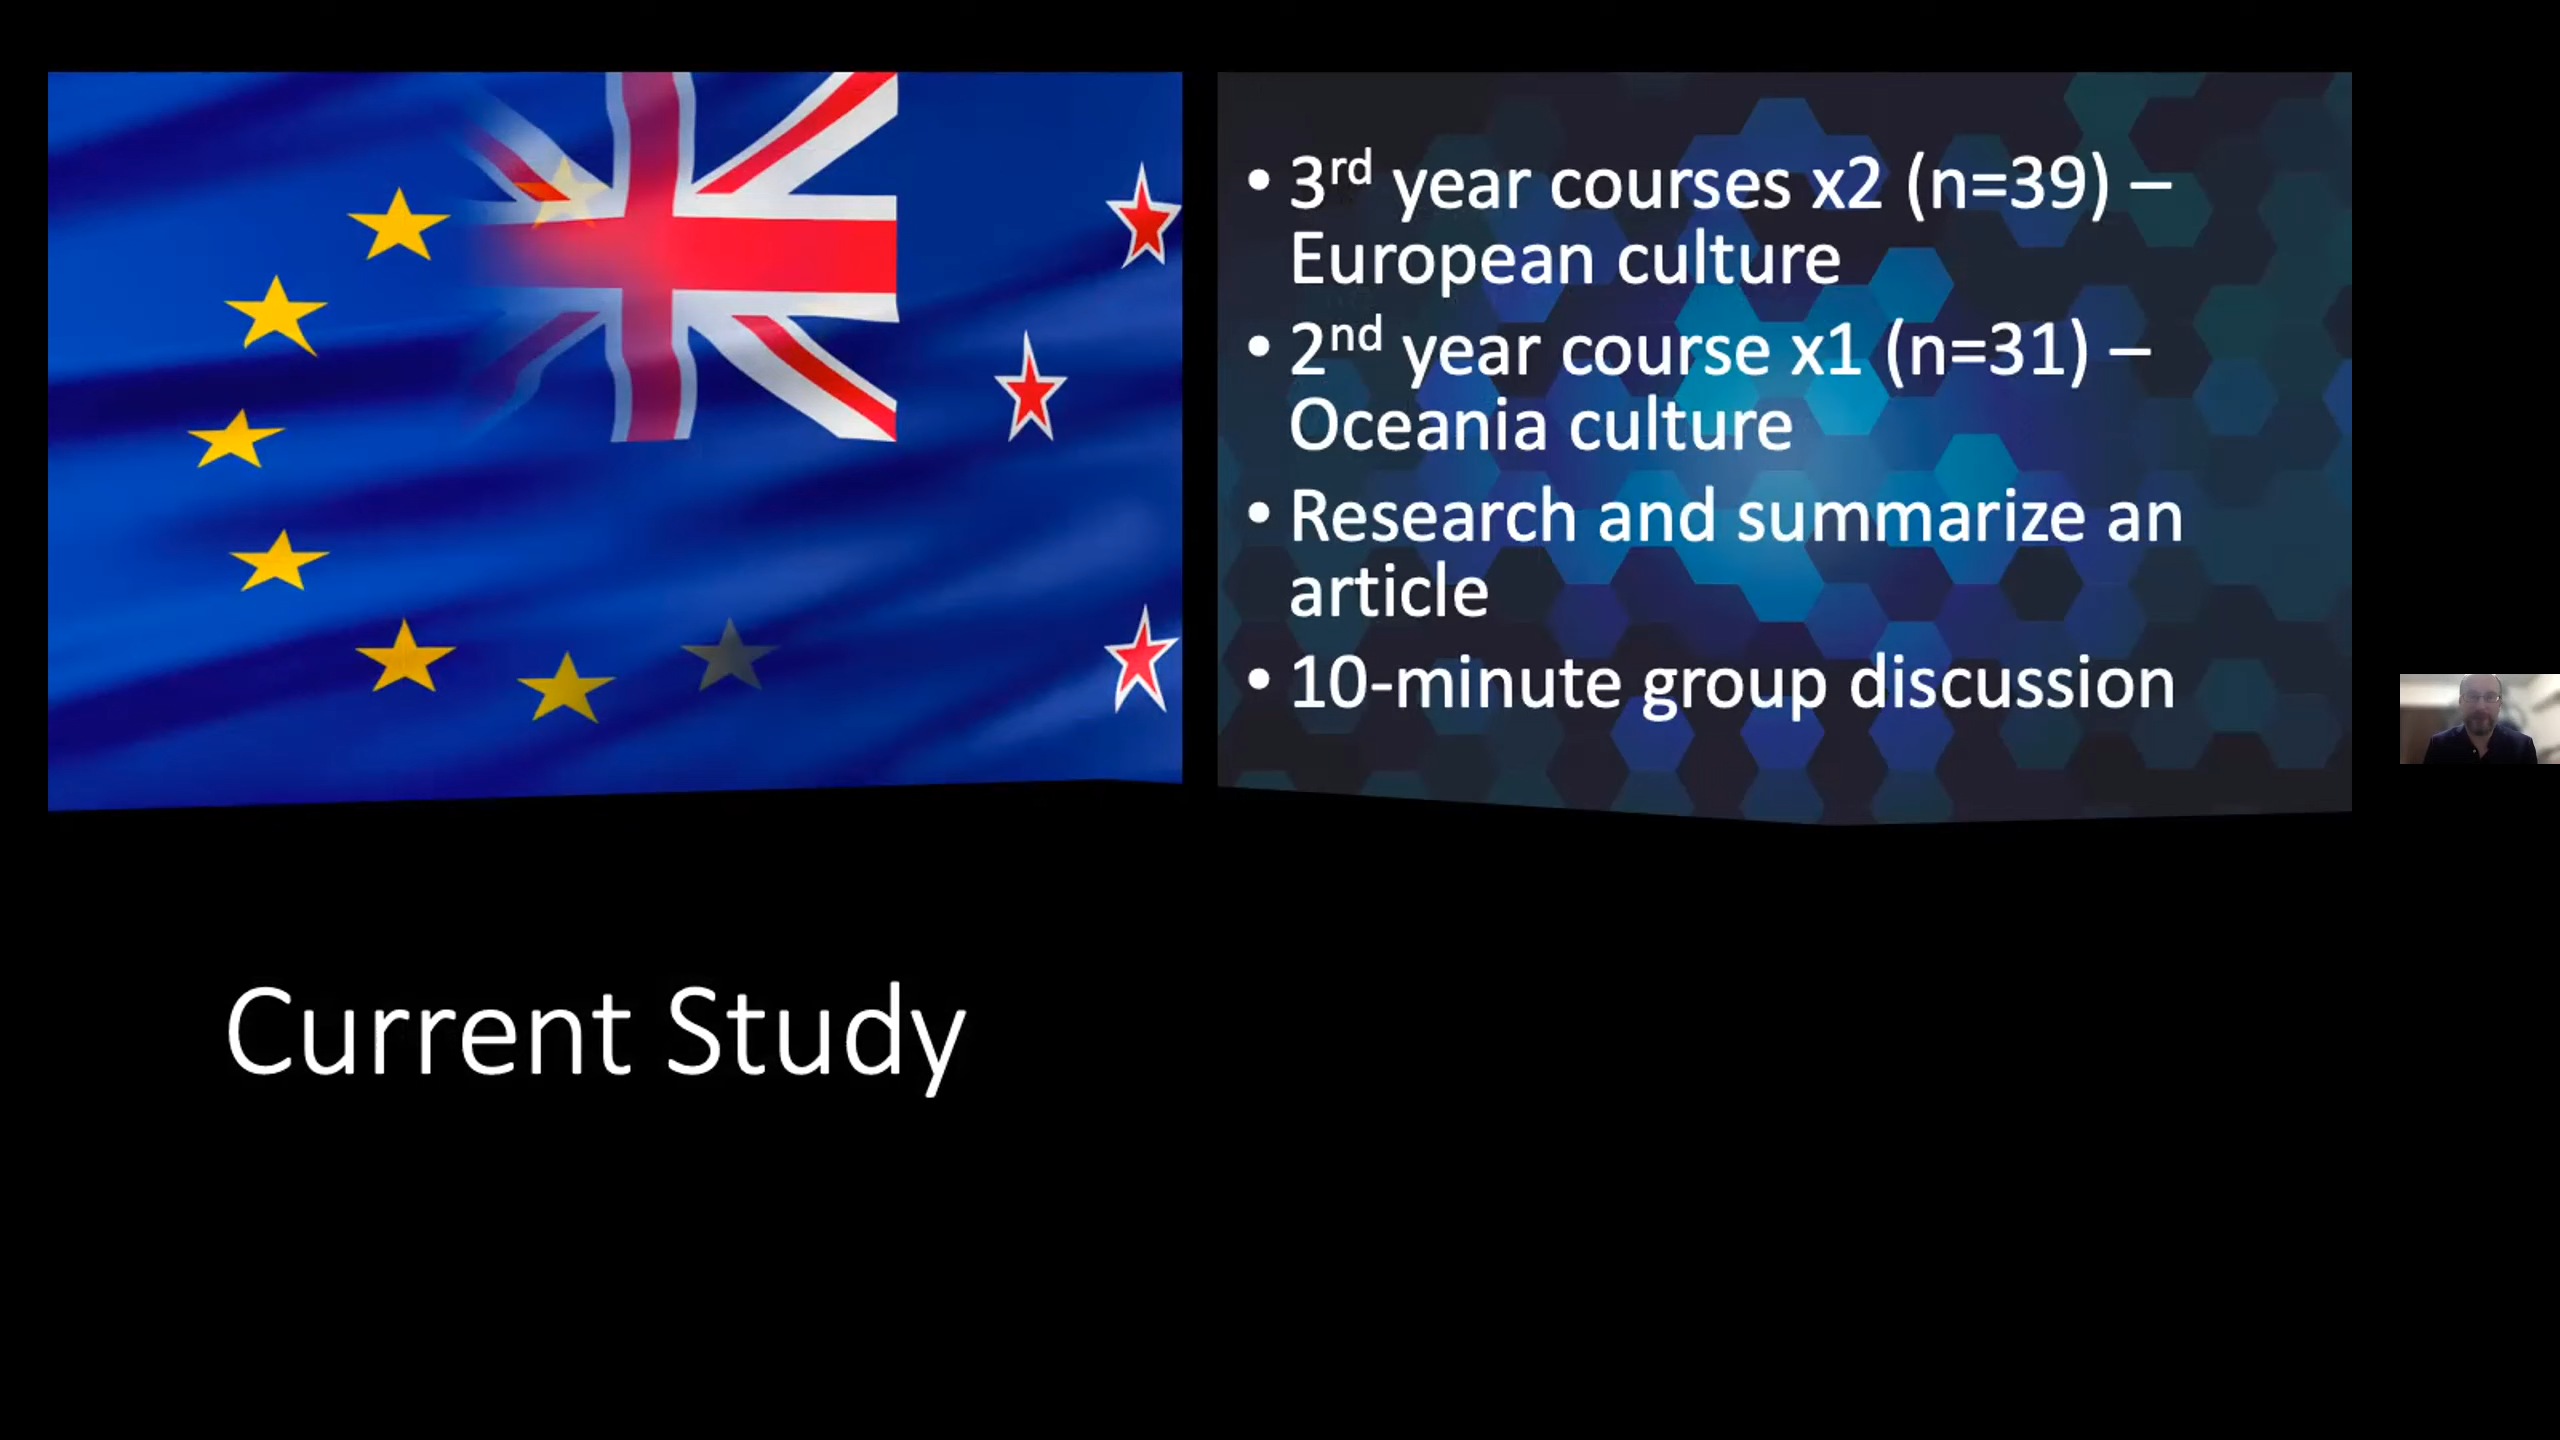 • 3rd year courses x2 (n=39) –
European culture
• 2nd year course x1 (n=31) –
Oceania culture
• Research and summarize an
article
• 10-minute group discussion
Current Study